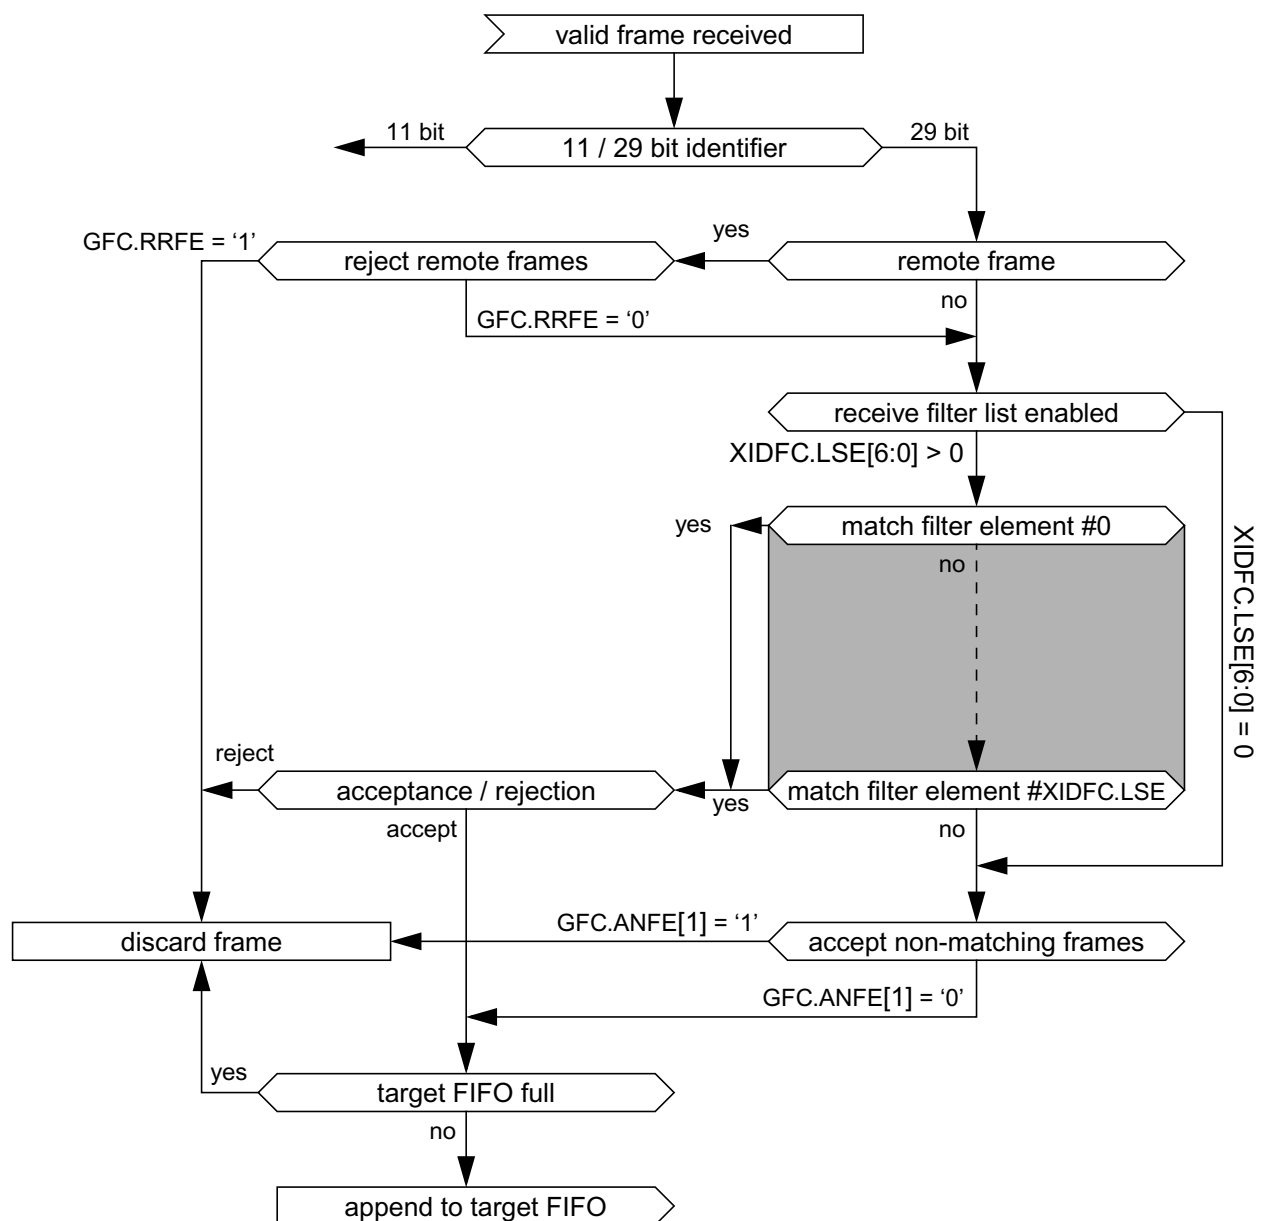 valid frame received
11 bit
11 / 29 bit identifier
29 bit
GFC.RRFE = ‘1’
reject remote frames
yes
remote frame
no
GFC.RRFE = ‘0’
receive filter list enabled
XIDFC.LSE[6:0] > 0
yes
match filter element #0
no
XIDFC.LSE[6:0] = 0
reject
acceptance / rejection
yes
match filter element #XIDFC.LSE
accept
no
discard frame
GFC.ANFE[1] = ‘1’
accept non-matching frames
GFC.ANFE[1] = ‘0’
yes
target FIFO full
no
append to target FIFO